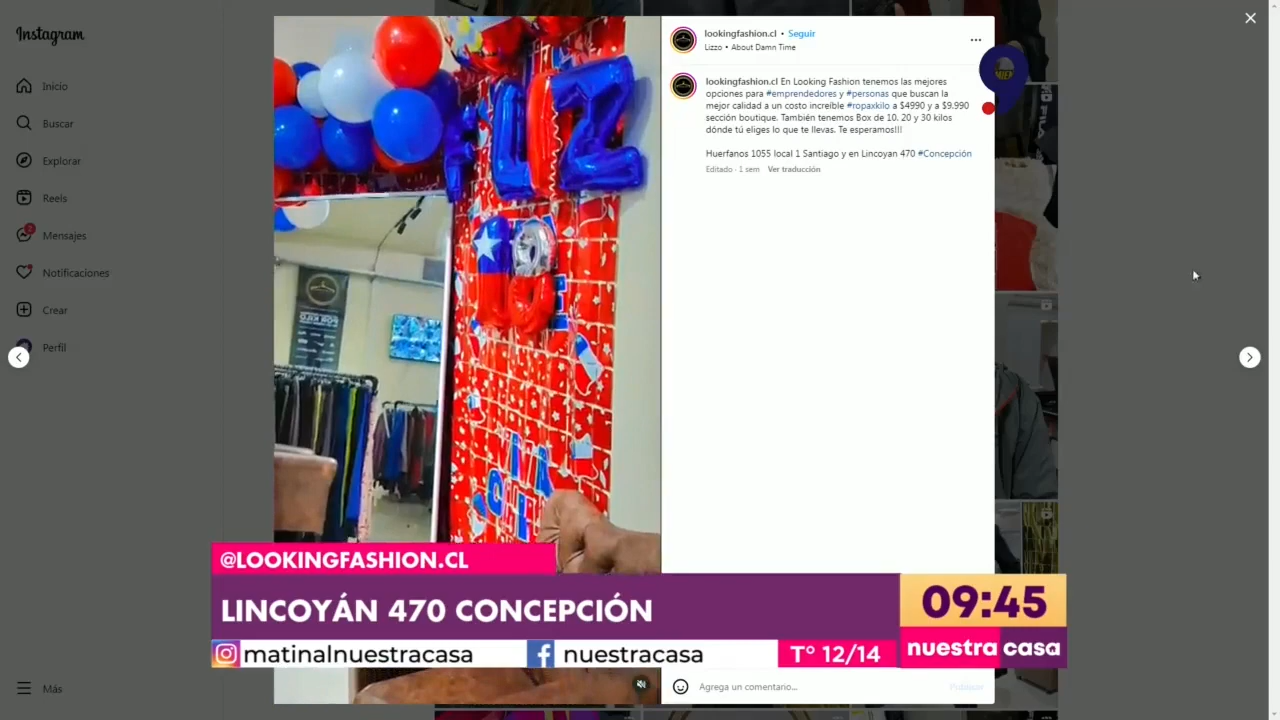 Instagram
Inicio
Buscar
Explorar
Reels
Mensajes
Notificaciones
Crear
Perfil
Más
lookingfashion.cl • Seguir
Lizzo • About Damn Time
lookingfashion.cl En Looking Fashion tenemos las mejores
opciones para #emprendedores y #personas que buscan la
mejor calidad a un costo increíble #ropaxkilo a $4990 y a $9.990
sección boutique. También tenemos Box de 10, 20 y 30 kilos
dónde tú eliges lo que te llevas. Te esperamos!!!
Huerfanos 1055 local 1 Santiago y en Lincoyan 470 #Concepción
Editado · 1 sem Ver traducción
@LOOKINGFASHION.CL
LINCOYÁN 470 CONCEPCIÓN
09:45
matinalnuestracasa
nuestracasa
T° 12/14
nuestra casa
Agrega un comentario...
Publicar